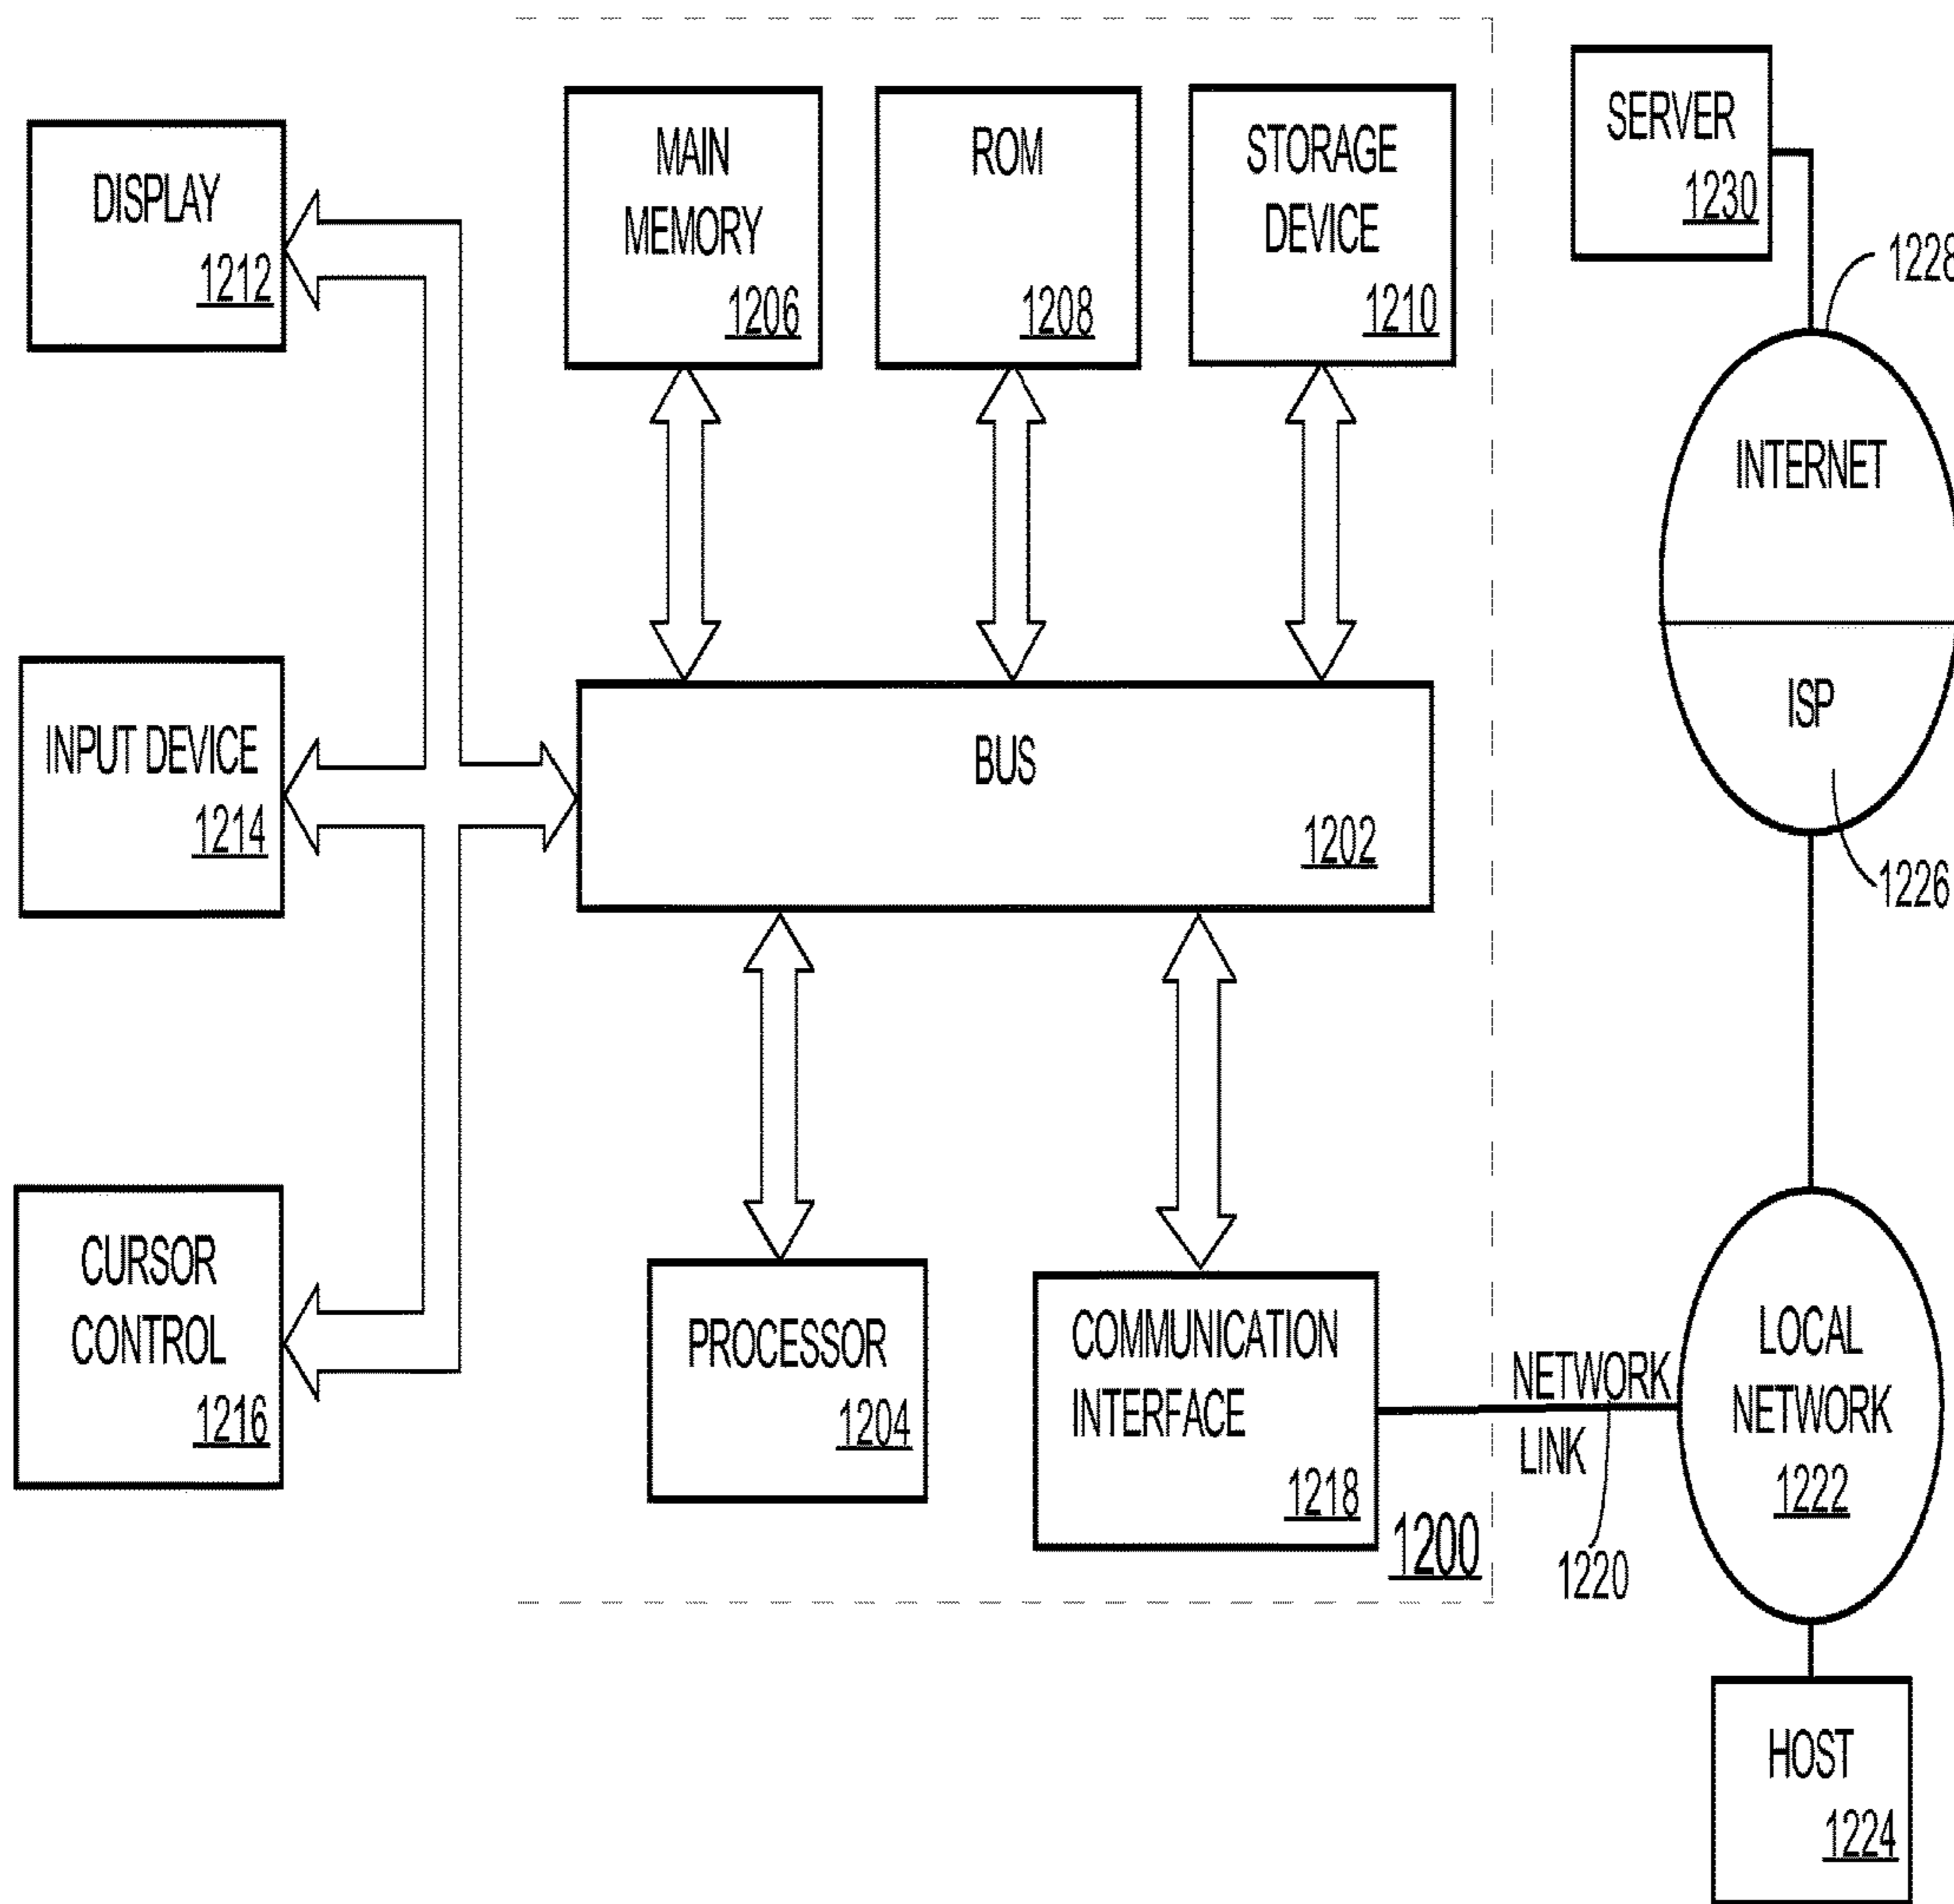 DISPLAY
1212
INPUT DEVICE
1214
CURSOR
CONTROL
1216
MAIN
MEMORY
1206
ROM
1208
STORAGE
DEVICE
1210
BUS
1202
PROCESSOR
1204
COMMUNICATION
INTERFACE
1218
1200
SERVER
1230
1228
INTERNET
ISP
1226
NETWORK
LINK
1220
LOCAL
NETWORK
1222
HOST
1224